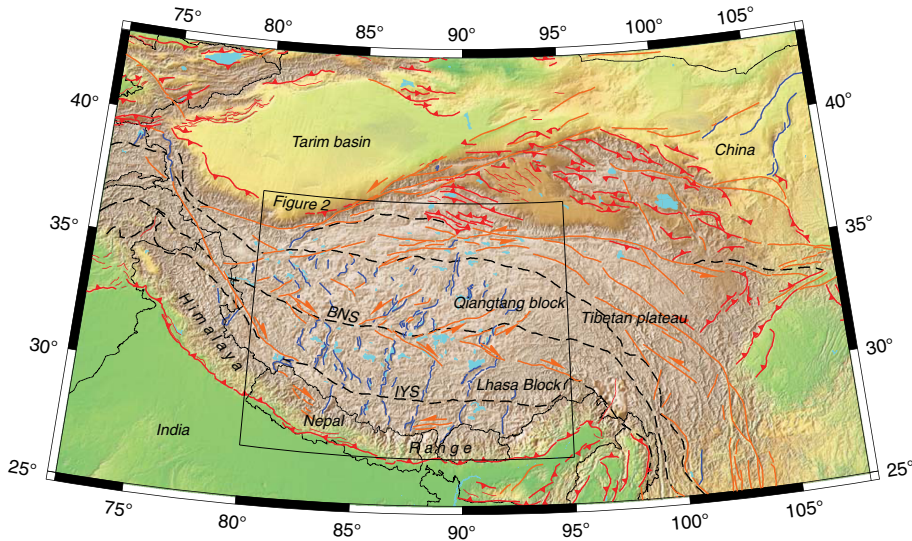 75°
80°
85°
90°
95°
100°
105°
40°
40°
Tarim basin
China
35°
Figure 2
35°
Qiangtang block
BNS
Tibetan plateau
30°
30°
Himalaya
IYS
Lhasa Block
Nepal
India
Range
25°
25°
75°
80°
85°
90°
95°
100°
105°